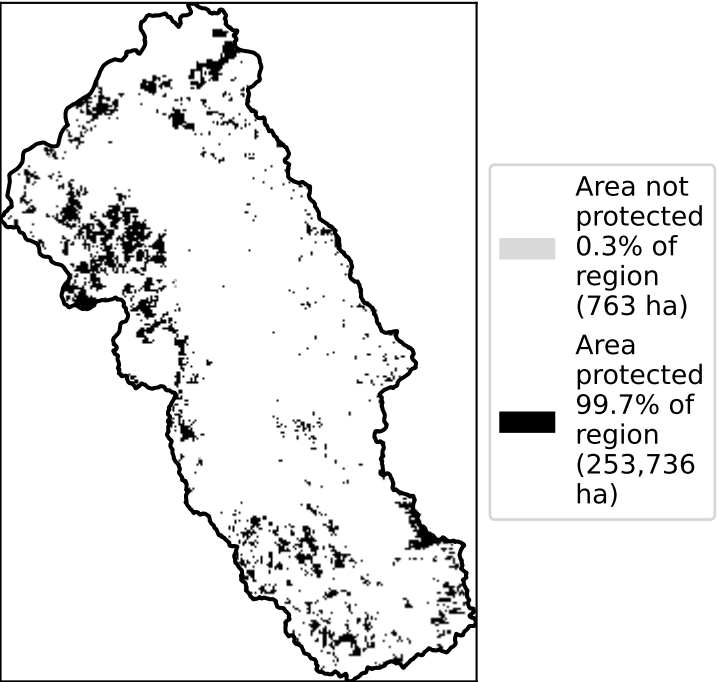 Area not
protected
0.3% of
region
(763 ha)
Area
protected
99.7% of
region
(253,736
ha)